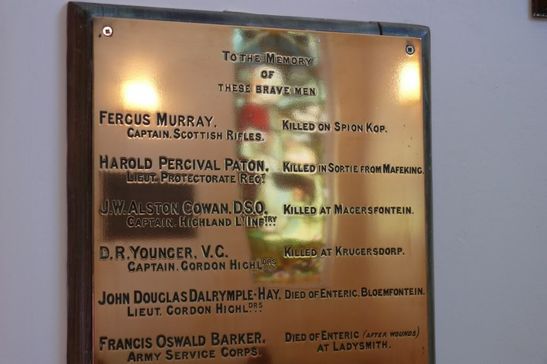 To the Memory
of
these brave men
Fergus Murray. Killed on Spion Kop.
Captain. Scottish Rifles.
Harold Percival Paton. Killed in Sortie from Mafeking.
Lieut. Protectorate Regt.
J.W. Alston Cowan. D.S.O. Killed at Magersfontein.
Captain. Highland Lt. Inftry
D.R. Younger. V.C. Killed at Krugersdorp.
Captain. Gordon Highldrs
John Douglas Dalrymple-Hay. Died of Enteric. Bloemfontein.
Lieut. Gordon Highldrs
Francis Oswald Barker. Died of Enteric (after wounds)
Army Service Corps. at Ladysmith.